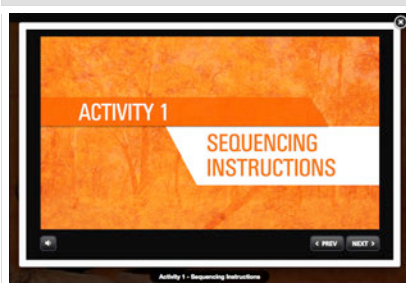 ACTIVITY 1
SEQUENCING
INSTRUCTIONS
< PREV NEXT >
Activity 1 - Sequencing Instructions